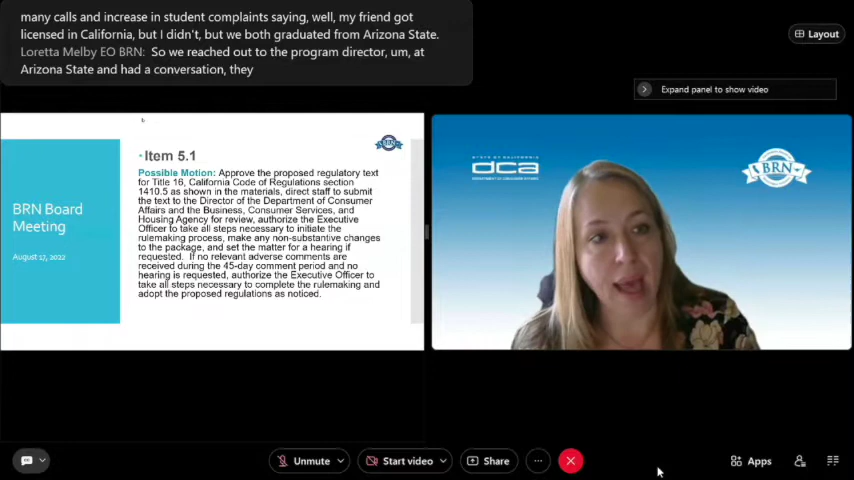 many calls and increase in student complaints saying, well, my friend got
licensed in California, but I didn't, but we both graduated from Arizona State.
Loretta Melby EO BRN: So we reached out to the program director, um, at
Arizona State and had a conversation, they
Layout
Expand panel to show video
BRN Board
Meeting
August 17, 2022
BRN
Item 5.1
Possible Motion: Approve the proposed regulatory text
for Title 16, California Code of Regulations section
1410.5 as shown in the materials, direct staff to submit
the text to the Director of the Department of Consumer
Affairs and the Business, Consumer Services, and
Housing Agency for review, authorize the Executive
Officer to take all steps necessary to initiate the
rulemaking process, make any non-substantive changes
to the package, and set the matter for a hearing if
requested. If no relevant adverse comments are
received during the 45-day comment period and no
hearing is requested, authorize the Executive Officer to
take all steps necessary to complete the rulemaking and
adopt the proposed regulations as noticed.
STATE OF CALIFORNIA
dca
DEPARTMENT OF CONSUMER AFFAIRS
BRN
Unmute
Start video
Share
Apps